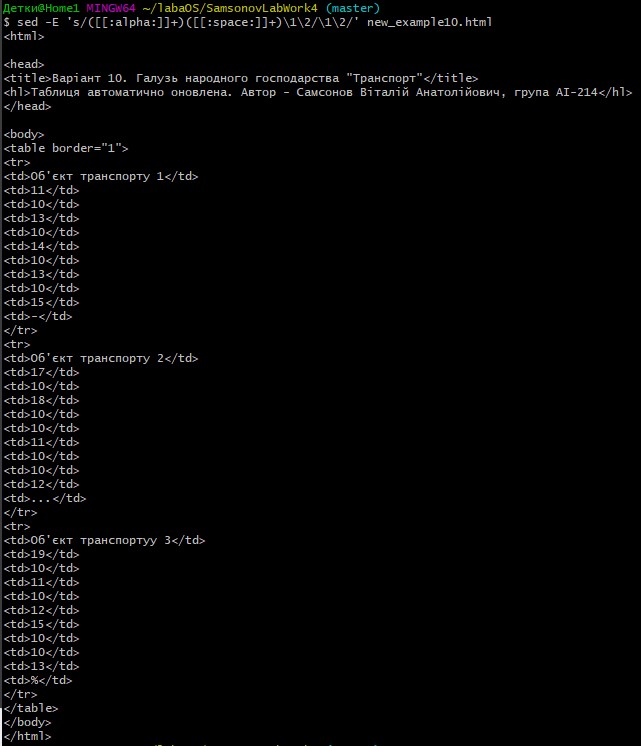 Детки@Home1 MINGW64 ~/labaOS/SamsonovLabWork4 (master)
$ sed -E 's/([[:alpha:]]+)([[:space:]]+)\1\2/\1\2/' new_example10.html
<html>
<head>
<title>Варіант 10. Галузь народного господарства "Транспорт"</title>
<hl>Таблиця автоматично оновлена. Автор - Самсонов Віталій Анатолійович, група АІ-214</hl>
</head>
<body>
<table border="1">
<tr>
<td>Об'єкт транспорту 1</td>
<td>11</td>
<td>10</td>
<td>13</td>
<td>10</td>
<td>14</td>
<td>10</td>
<td>13</td>
<td>10</td>
<td>15</td>
<td>-</td>
</tr>
<tr>
<td>Об'єкт транспорту 2</td>
<td>17</td>
<td>10</td>
<td>18</td>
<td>10</td>
<td>10</td>
<td>11</td>
<td>10</td>
<td>10</td>
<td>12</td>
<td>...</td>
</tr>
<tr>
<td>Об'єкт транспортуу 3</td>
<td>19</td>
<td>10</td>
<td>11</td>
<td>10</td>
<td>12</td>
<td>15</td>
<td>10</td>
<td>10</td>
<td>13</td>
<td>%</td>
</tr>
</table>
</body>
</html>